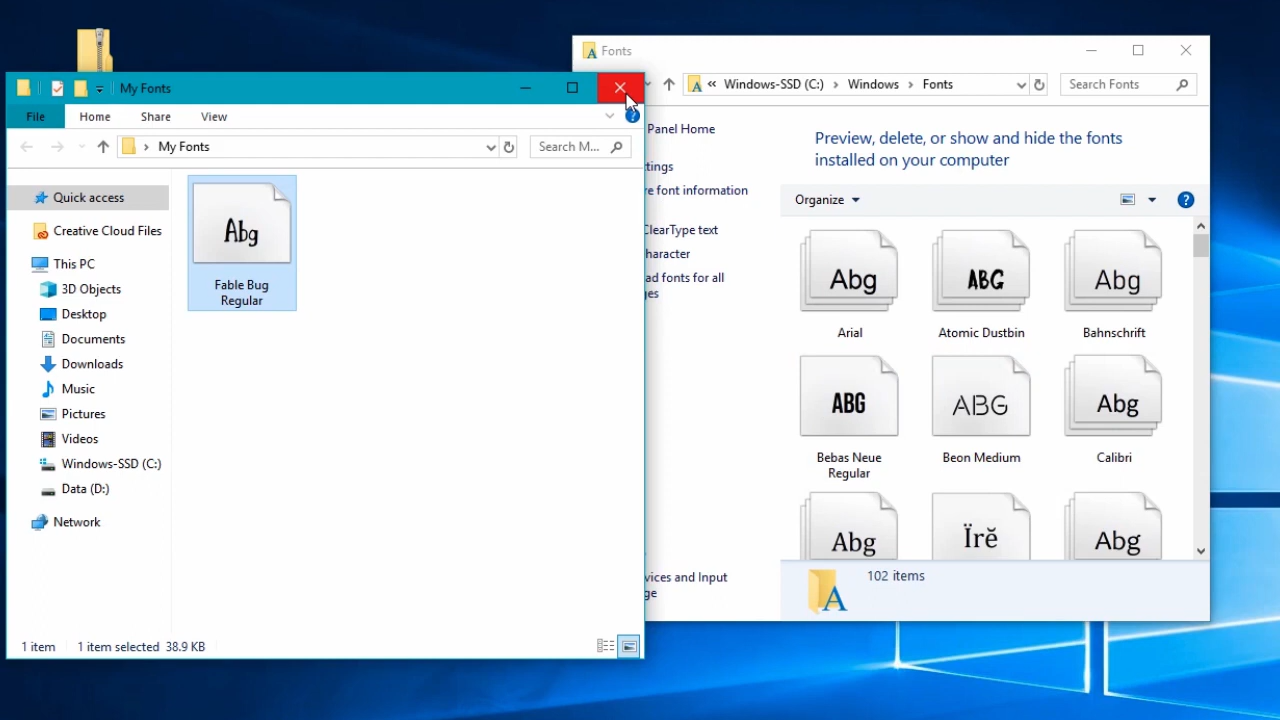 My Fonts
File
Home
Share
View
My Fonts
Search M...
Quick access
Creative Cloud Files
This PC
3D Objects
Desktop
Documents
Downloads
Music
Pictures
Videos
Windows-SSD (C:)
Data (D:)
Network
Abg
Fable Bug
Regular
1 item
1 item selected 38.9 KB
Fonts
« Windows-SSD (C:) › Windows › Fonts
Search Fonts
Panel Home
ttings
re font information
ClearType text
haracter
ad fonts for all
ges
vices and Input
ge
Preview, delete, or show and hide the fonts
installed on your computer
Organize
Abg
ABG
Abg
Arial
Atomic Dustbin
Bahnschrift
ABG
ABG
Abg
Bebas Neue
Regular
Beon Medium
Calibri
Abg
Ïrĕ
Abg
102 items